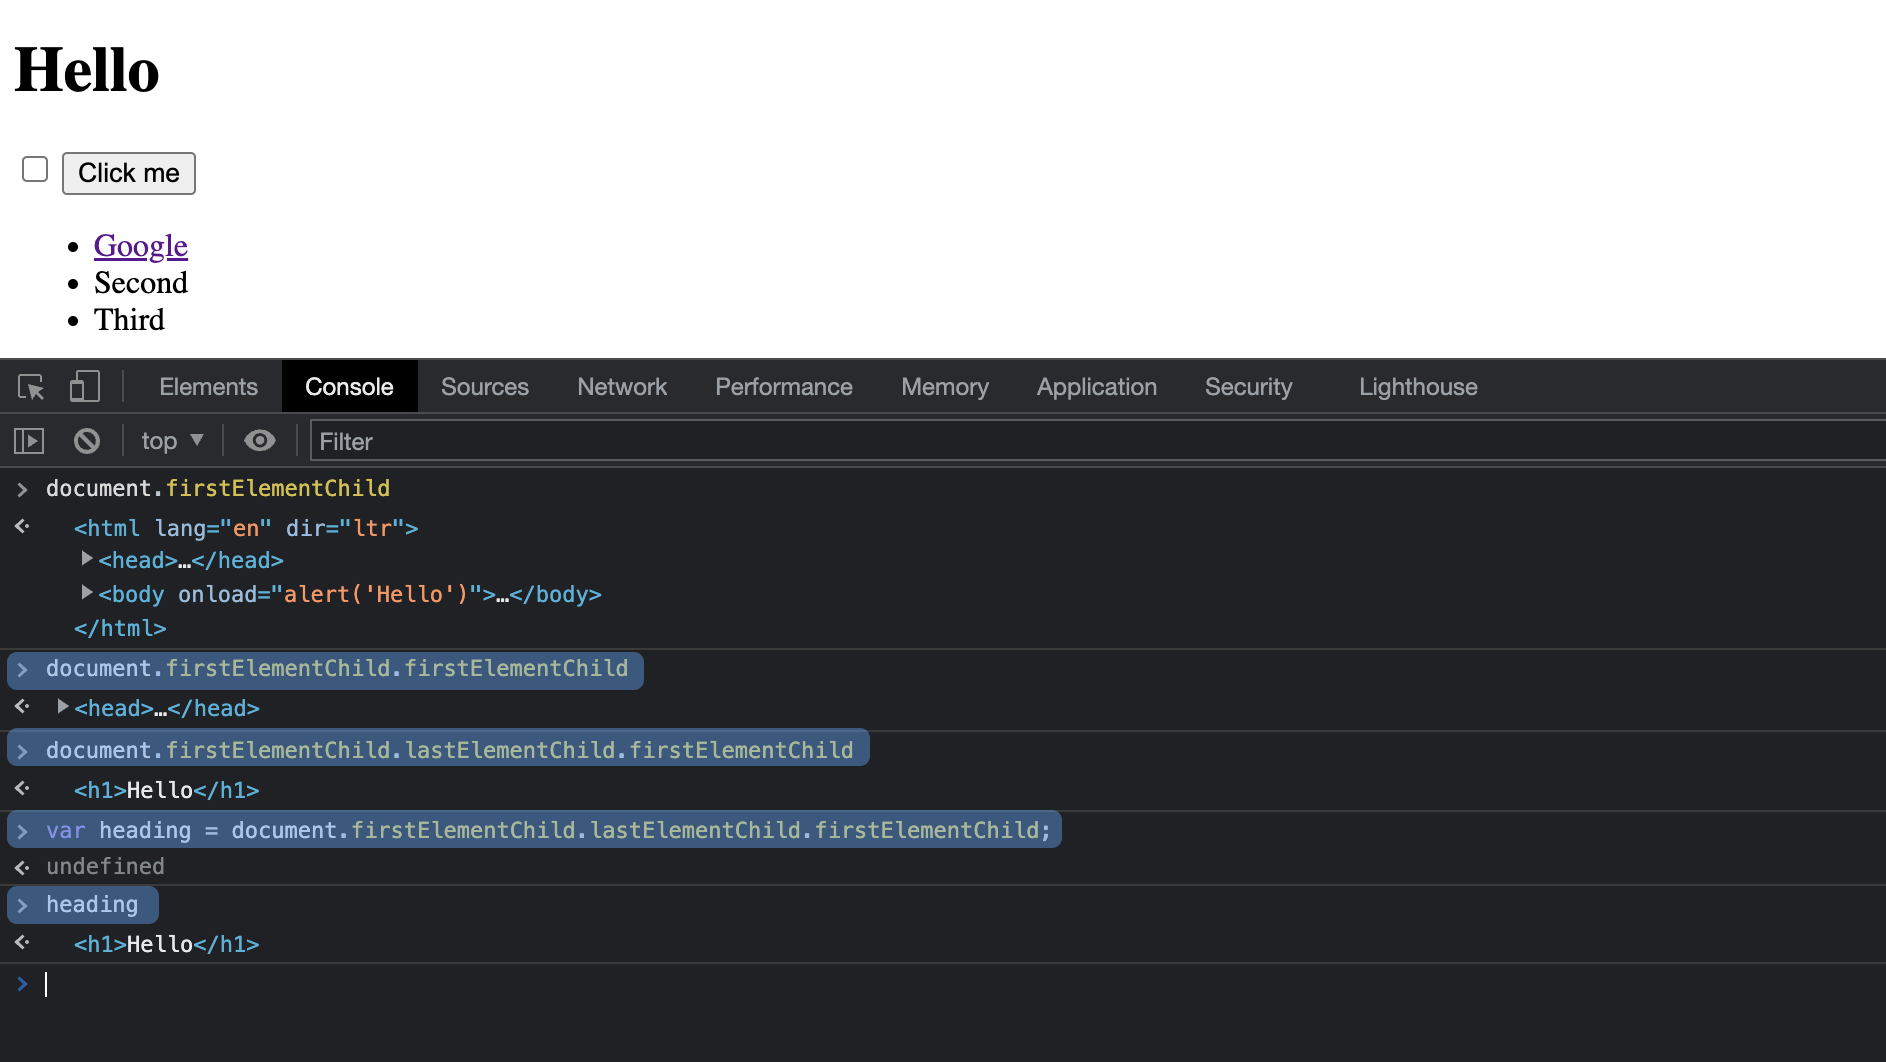 Hello
Click me
Google
Second
Third
Elements Console Sources Network Performance Memory Application Security Lighthouse
top Filter
document.firstElementChild
<html lang="en" dir="ltr">
<head>…</head>
<body onload="alert('Hello')">…</body>
</html>
document.firstElementChild.firstElementChild
<head>…</head>
document.firstElementChild.lastElementChild.firstElementChild
<h1>Hello</h1>
var heading = document.firstElementChild.lastElementChild.firstElementChild;
undefined
heading
<h1>Hello</h1>